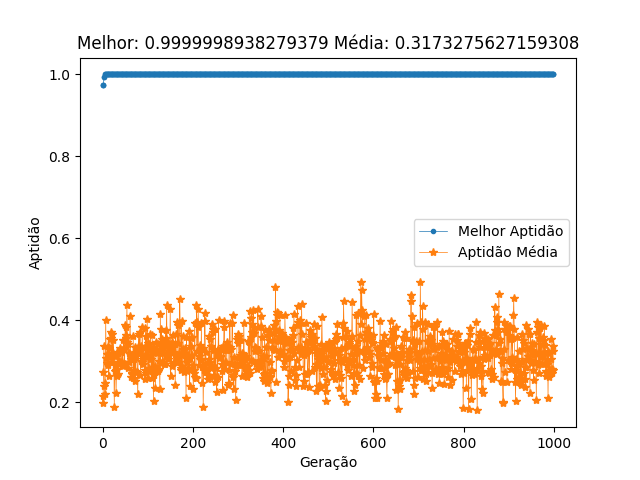 Melhor: 0.9999998938279379 Média: 0.3173275627159308
1.0
0.8
0.6
0.4
0.2
Aptidão
Melhor Aptidão
Aptidão Média
0 200 400 600 800 1000
Geração